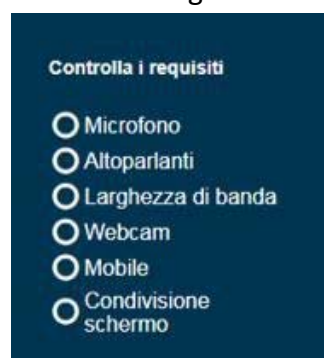 Controlla i requisiti
Microfono
Altoparlanti
Larghezza di banda
Webcam
Mobile
Condivisione
schermo